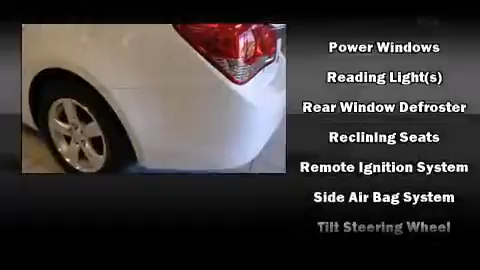 Power Windows
Reading Light(s)
Rear Window Defroster
Reclining Seats
Remote Ignition System
Side Air Bag System
Tilt Steering Wheel